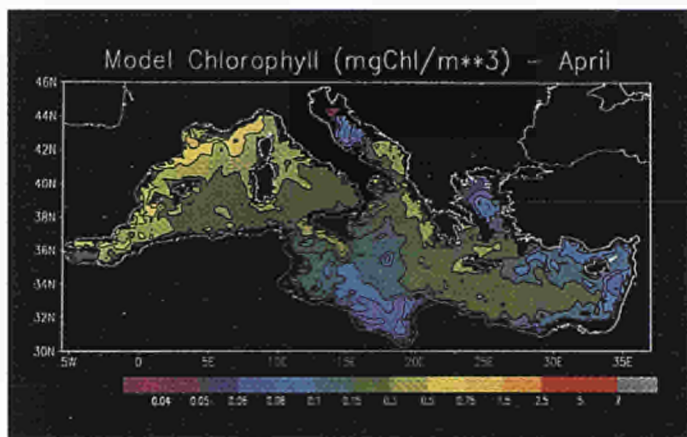 Model Chlorophyll (mgChl/m**3) - April
46N
44N
42N
40N
38N
36N
34N
32N
30N
5W 0 5E 10E 15E 20E 25E 30E 35E
0.04 0.05 0.06 0.08 0.1 0.15 0.3 0.5 0.75 1.5 2.5 5. 7